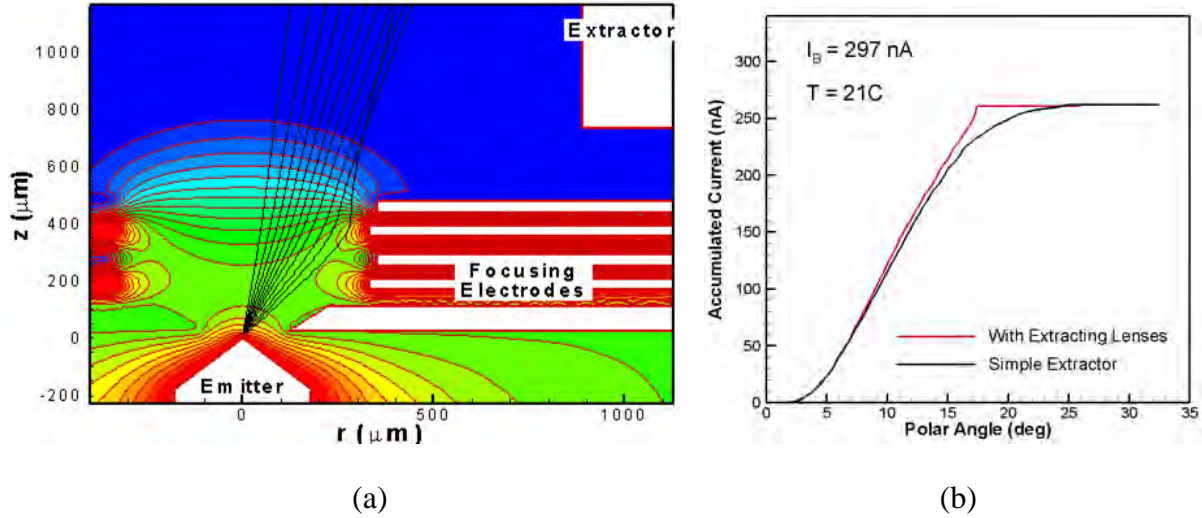 1000
800
600
400
200
0
-200
z (μm)
Extractor
Focusing
Electrodes
Emitter
0
500
1000
r (μm)
(a)
I_B = 297 nA
T = 21C
300
250
200
150
100
50
0
Accumulated Current (nA)
With Extracting Lenses
Simple Extractor
0 5 10 15 20 25 30 35
Polar Angle (deg)
(b)